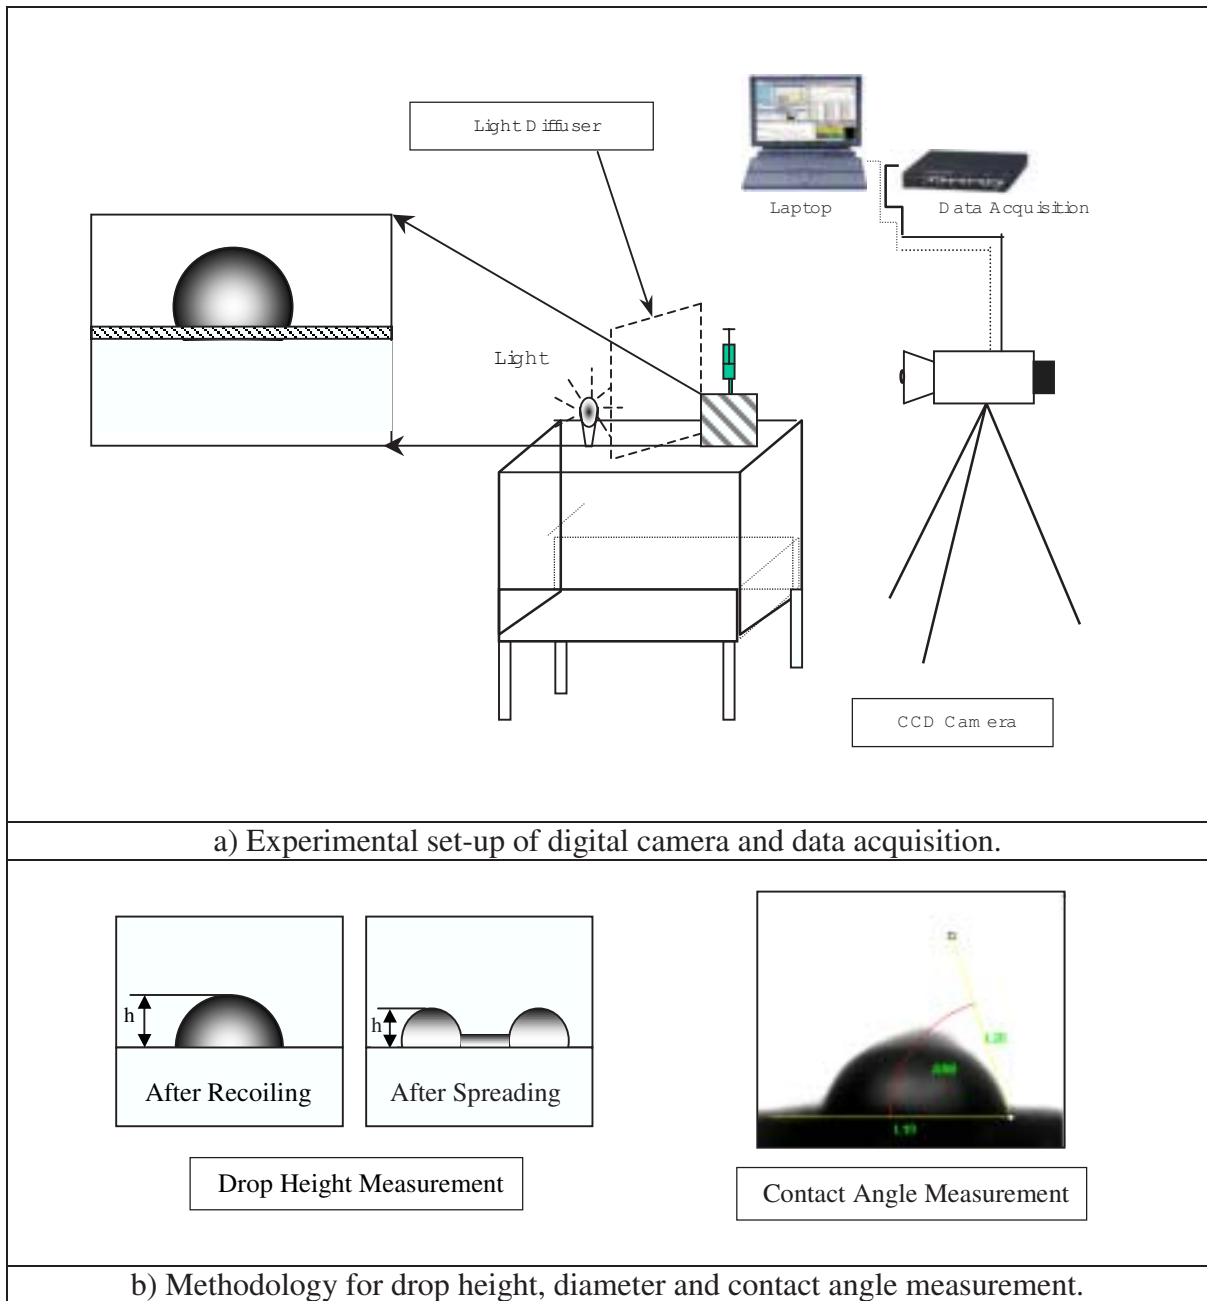 Light Diffuser
Laptop
Data Acquisition
Light
CCD Camera
a) Experimental set-up of digital camera and data acquisition.
h
h
After Recoiling
After Spreading
Drop Height Measurement
Contact Angle Measurement
b) Methodology for drop height, diameter and contact angle measurement.